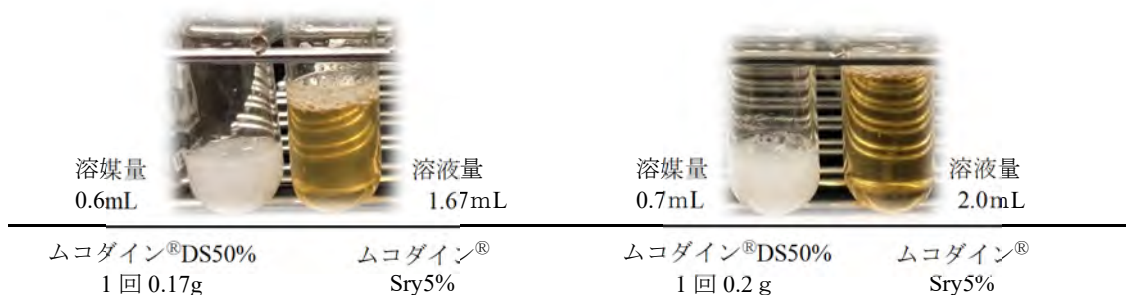 溶媒量
0.6mL
溶液量
1.67mL
ムコダイン®DS50%
1回 0.17g
ムコダイン®
Sry5%
溶媒量
0.7mL
溶液量
2.0mL
ムコダイン®DS50%
1回 0.2 g
ムコダイン®
Sry5%